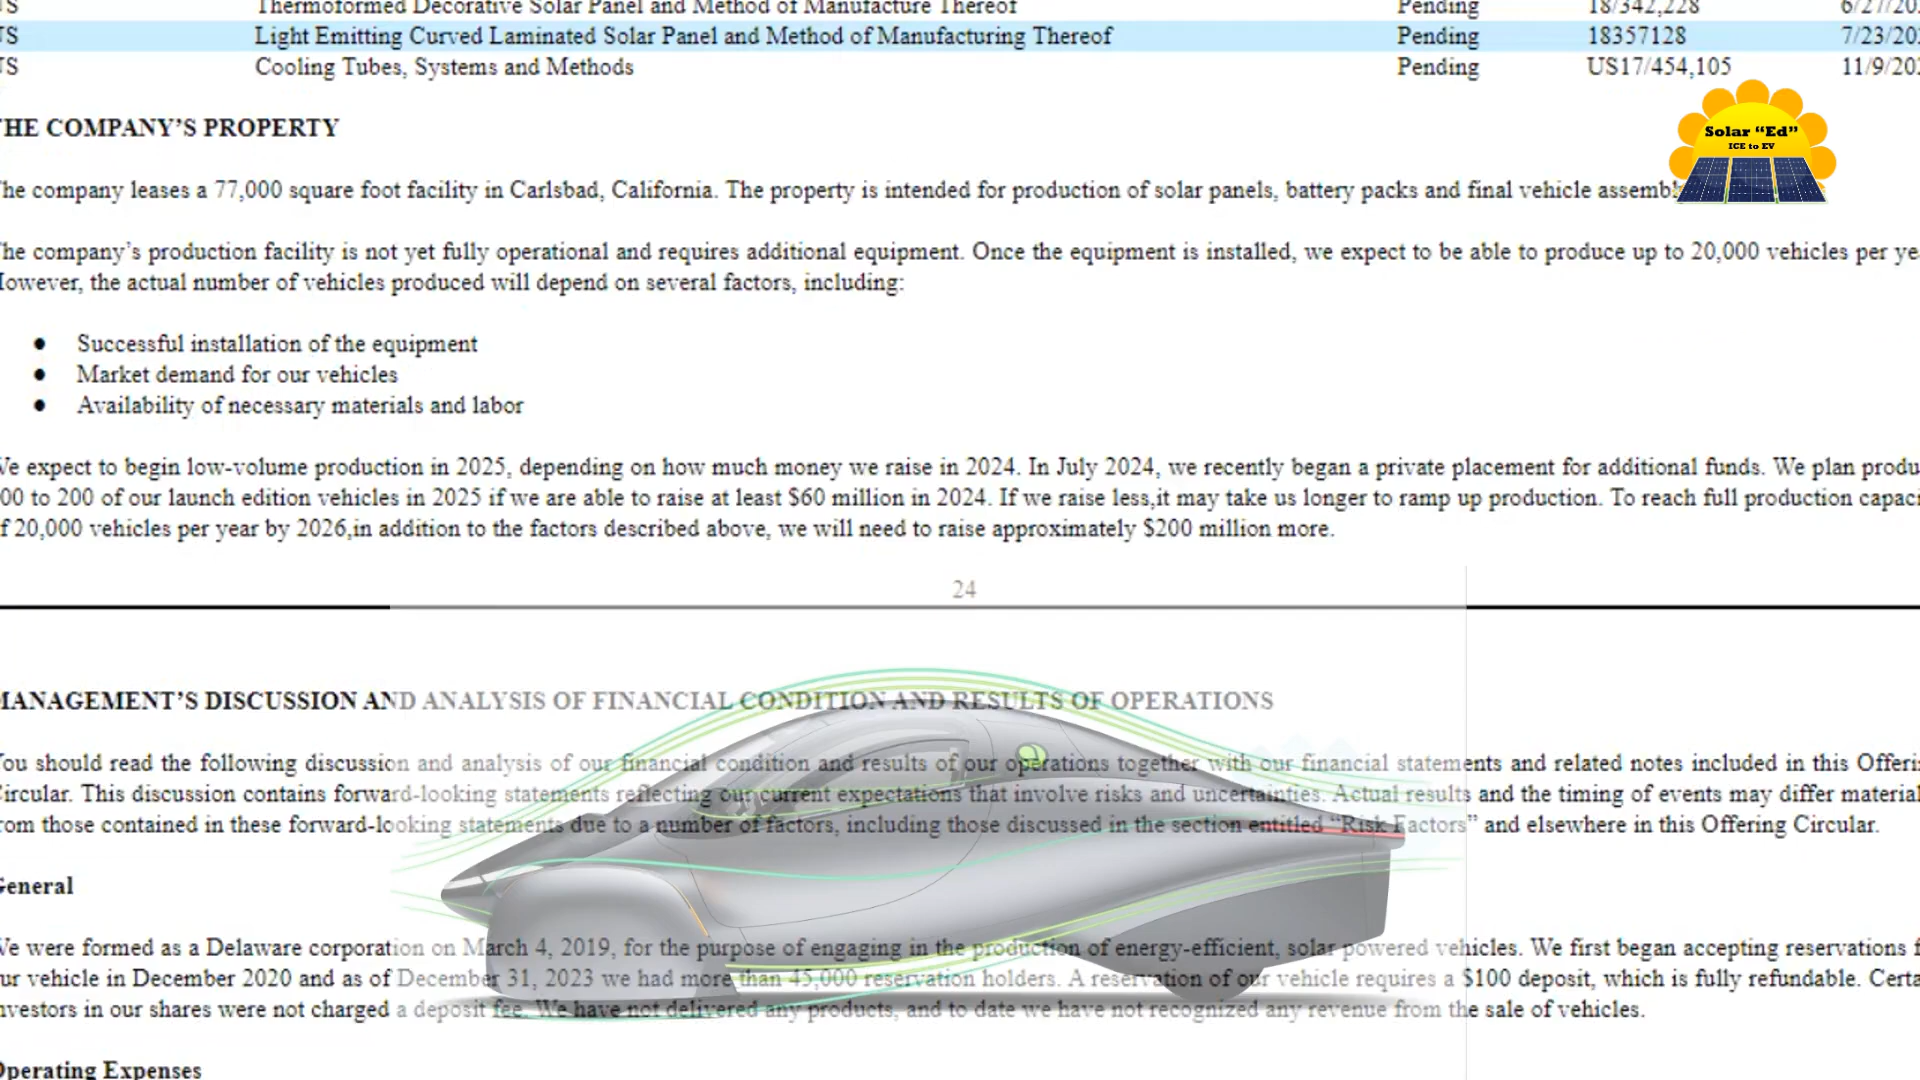 Thermoformed Decorative Solar Panel and Method of Manufacture Thereof Pending 18/342,228
Light Emitting Curved Laminated Solar Panel and Method of Manufacturing Thereof Pending 18357128 7/23/20
Cooling Tubes, Systems and Methods Pending US17/454,105 11/9/20
Solar “Ed”
ICE to EV
HE COMPANY’S PROPERTY
he company leases a 77,000 square foot facility in Carlsbad, California. The property is intended for production of solar panels, battery packs and final vehicle assemb
he company’s production facility is not yet fully operational and requires additional equipment. Once the equipment is installed, we expect to be able to produce up to 20,000 vehicles per ye
owever, the actual number of vehicles produced will depend on several factors, including:
● Successful installation of the equipment
● Market demand for our vehicles
● Availability of necessary materials and labor
e expect to begin low-volume production in 2025, depending on how much money we raise in 2024. In July 2024, we recently began a private placement for additional funds. We plan produ
00 to 200 of our launch edition vehicles in 2025 if we are able to raise at least $60 million in 2024. If we raise less,it may take us longer to ramp up production. To reach full production capaci
f 20,000 vehicles per year by 2026,in addition to the factors described above, we will need to raise approximately $200 million more.
24
MANAGEMENT’S DISCUSSION AND ANALYSIS OF FINANCIAL CONDITION AND RESULTS OF OPERATIONS
ou should read the following discussion and analysis of our financial condition and results of our operations together with our financial statements and related notes included in this Offeri
ircular. This discussion contains forward-looking statements reflecting our current expectations that involve risks and uncertainties. Actual results and the timing of events may differ material
rom those contained in these forward-looking statements due to a number of factors, including those discussed in the section entitled “Risk Factors” and elsewhere in this Offering Circular.
General
e were formed as a Delaware corporation on March 4, 2019, for the purpose of engaging in the production of energy-efficient, solar powered vehicles. We first began accepting reservations f
ur vehicle in December 2020 and as of December 31, 2023 we had more than 45,000 reservation holders. A reservation of our vehicle requires a $100 deposit, which is fully refundable. Certa
nvestors in our shares were not charged a deposit fee. We have not delivered any products, and to date we have not recognized any revenue from the sale of vehicles.
Operating Expenses